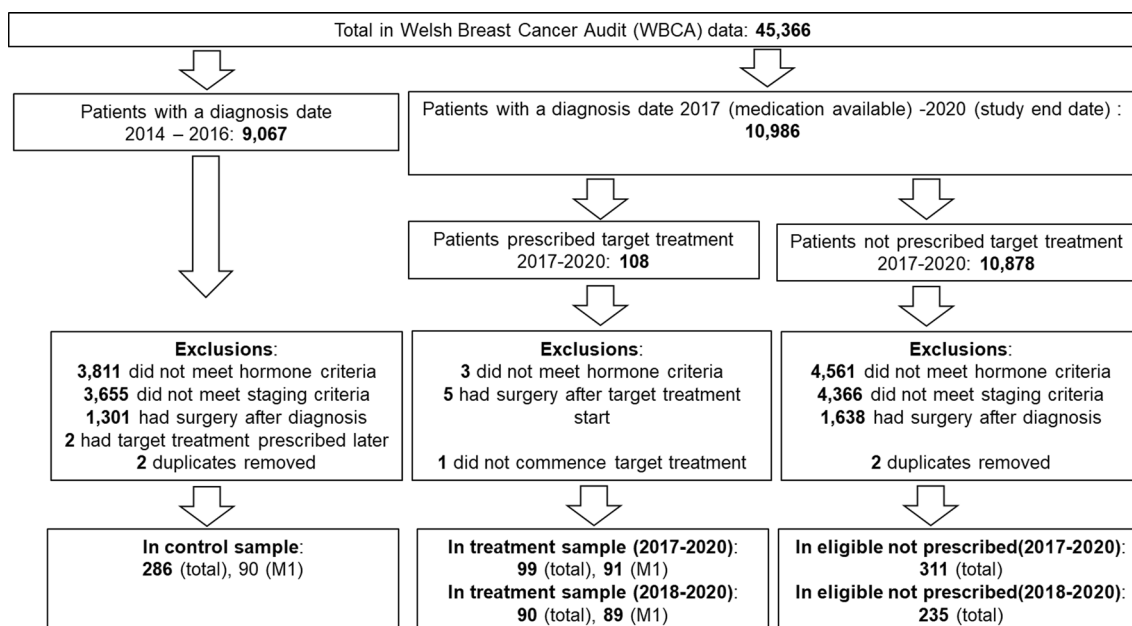 Total in Welsh Breast Cancer Audit (WBCA) data: 45,366
Patients with a diagnosis date
2014 – 2016: 9,067
Patients with a diagnosis date 2017 (medication available) -2020 (study end date) :
10,986
Patients prescribed target treatment
2017-2020: 108
Patients not prescribed target treatment
2017-2020: 10,878
Exclusions:
3,811 did not meet hormone criteria
3,655 did not meet staging criteria
1,301 had surgery after diagnosis
2 had target treatment prescribed later
2 duplicates removed
Exclusions:
3 did not meet hormone criteria
5 had surgery after target treatment
start
1 did not commence target treatment
Exclusions:
4,561 did not meet hormone criteria
4,366 did not meet staging criteria
1,638 had surgery after diagnosis
2 duplicates removed
In control sample:
286 (total), 90 (M1)
In treatment sample (2017-2020):
99 (total), 91 (M1)
In treatment sample (2018-2020):
90 (total), 89 (M1)
In eligible not prescribed(2017-2020):
311 (total)
In eligible not prescribed(2018-2020):
235 (total)